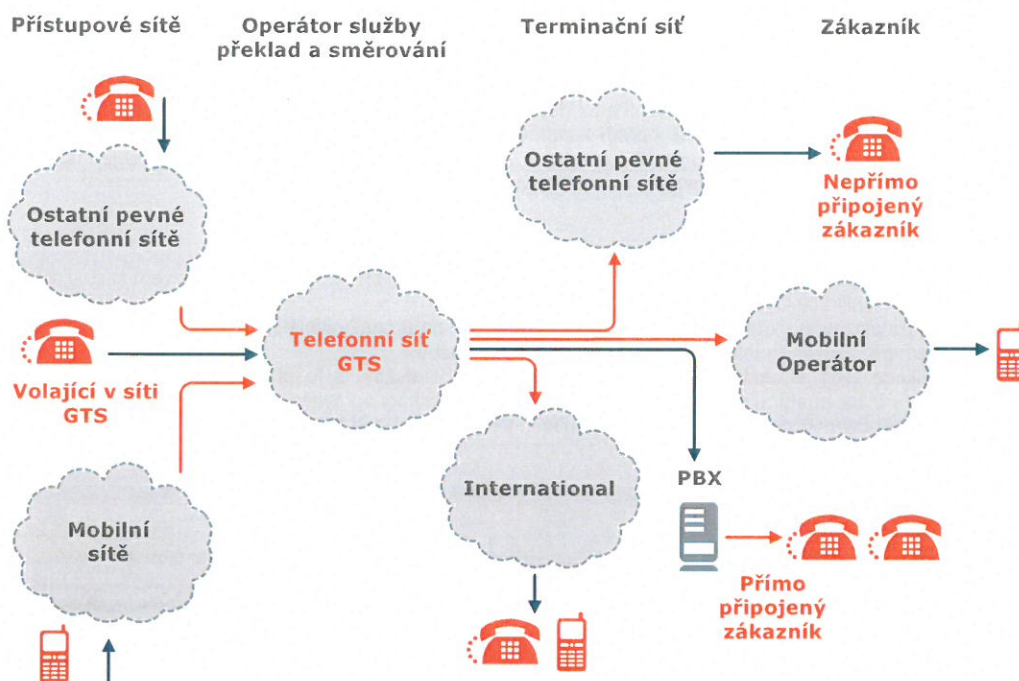 Přístupové sítě
Operátor služby
překlad a směrování
Terminační síť
Zákazník
Ostatní pevné
telefonní sítě
Volající v síti
GTS
Mobilní
sítě
Telefonní síť
GTS
Ostatní pevné
telefonní sítě
Nepřímo
připojený
zákazník
Mobilní
Operátor
International
PBX
Přímo
připojený
zákazník